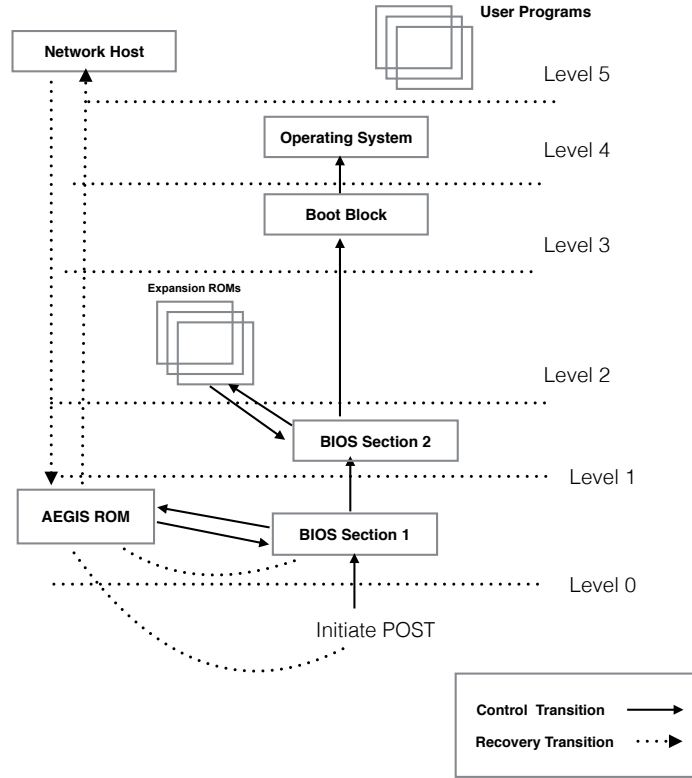 User Programs
Network Host
Level 5
Operating System
Level 4
Boot Block
Level 3
Expansion ROMs
Level 2
BIOS Section 2
Level 1
AEGIS ROM
BIOS Section 1
Level 0
Initiate POST
Control Transition
Recovery Transition